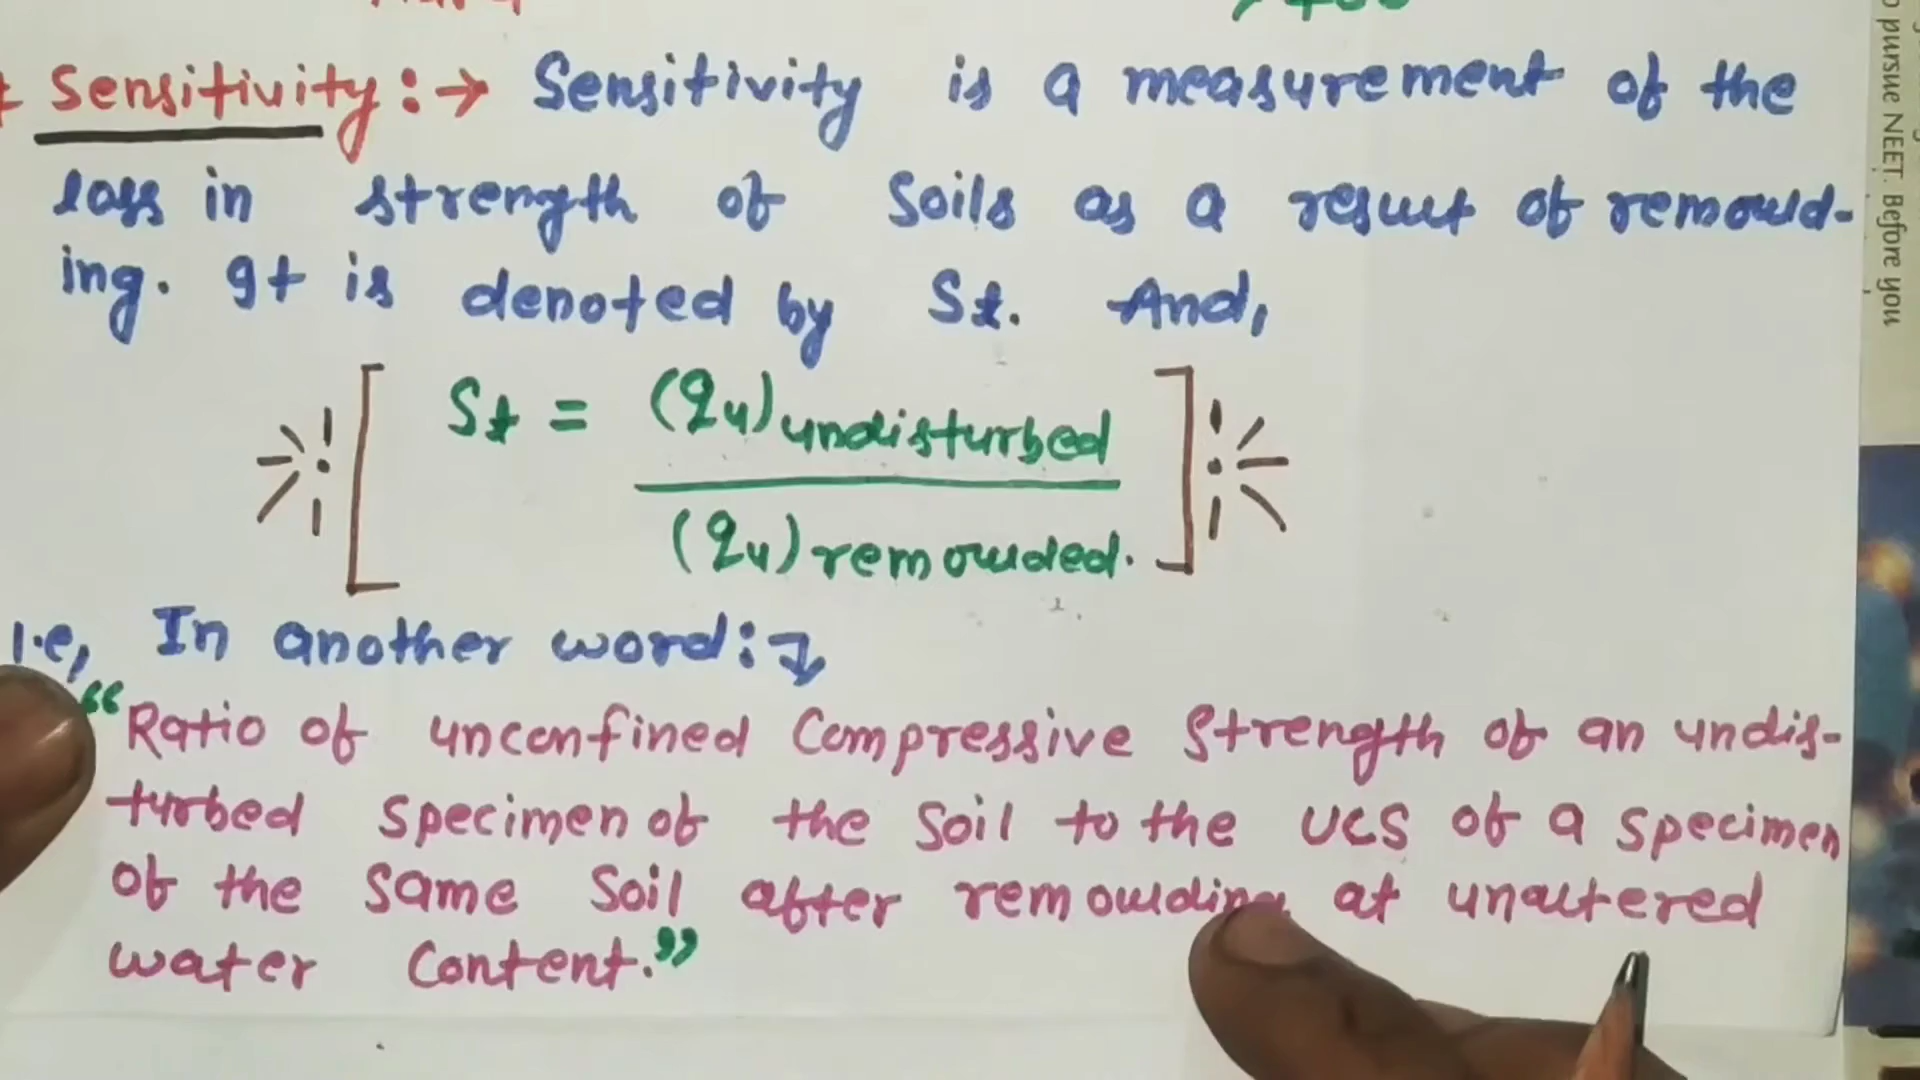 Sensitivity:→ Sensitivity is a measurement of the
loss in strength of Soils as a result of remould-
ing. It is denoted by St. And,
St = (qu)undisturbed
(qu)remoulded.
I.e, In another word:↴
“Ratio of unconfined Compressive Strength of an undis-
turbed specimen of the soil to the UCS of a specimen
of the same soil after remoulding at unaltered
water content.”
pursue NEET. Before you